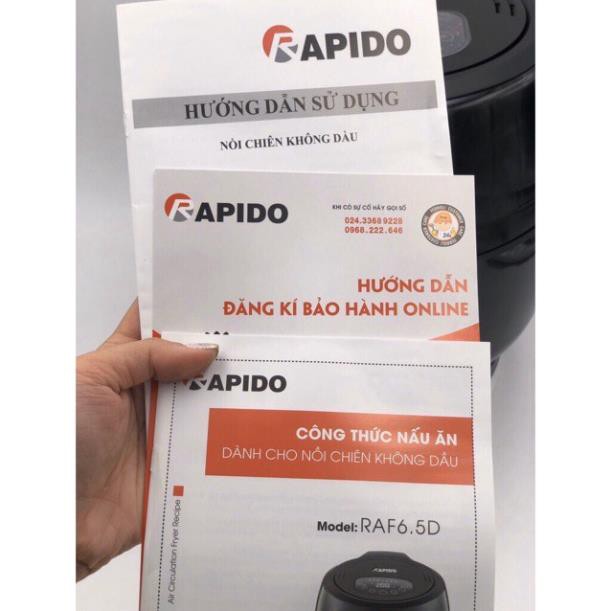 RAPIDO
HƯỚNG DẪN SỬ DỤNG
NỒI CHIÊN KHÔNG DẦU
RAPIDO
KHI CÓ SỰ CỐ HÃY GỌI SỐ
024.3368 9228
0968.222.646
HƯỚNG DẪN
ĐĂNG KÍ BẢO HÀNH ONLINE
RAPIDO
CÔNG THỨC NẤU ĂN
DÀNH CHO NỒI CHIÊN KHÔNG DẦU
Model: RAF6.5D
Air Circulation Fryer Recipe
RAPIDO